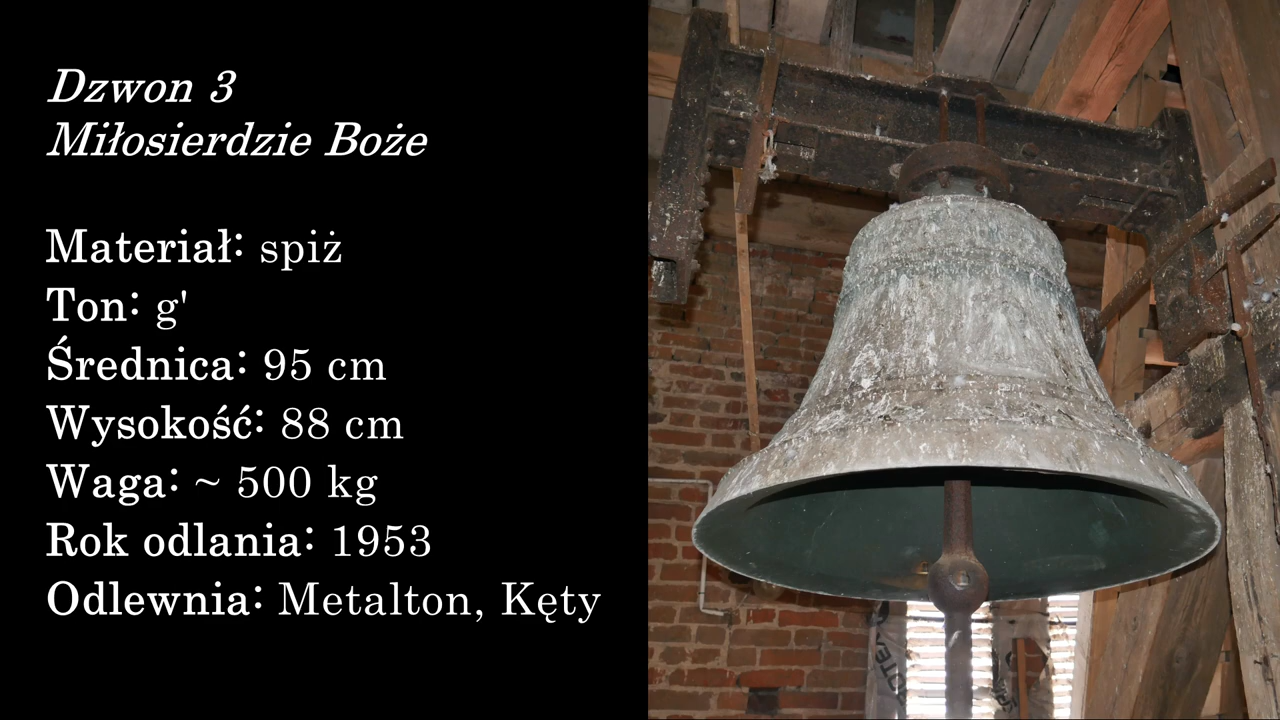 Dzwon 3
Miłosierdzie Boże
Materiał: spiż
Ton: g'
Średnica: 95 cm
Wysokość: 88 cm
Waga: ~ 500 kg
Rok odlania: 1953
Odlewnia: Metalton, Kęty